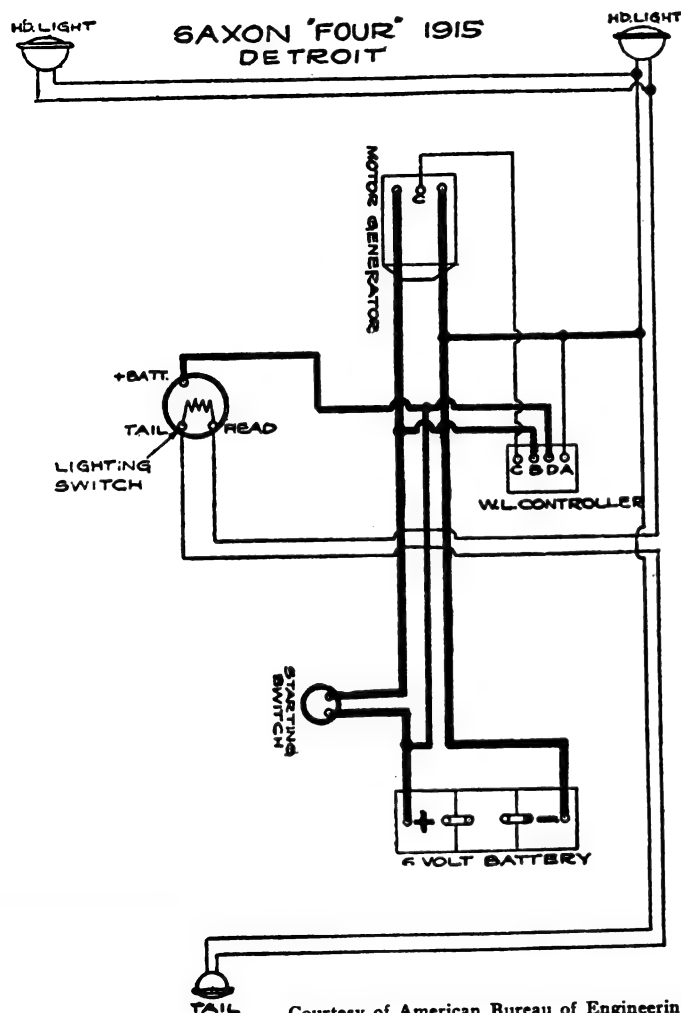 HD. LIGHT
SAXON "FOUR" 1915
DETROIT
HD. LIGHT
MOTOR GENERATOR
C
+BATT.
TAIL
HEAD
LIGHTING
SWITCH
C B D A
W.L. CONTROLLER
STARTING
SWITCH
+
−
6 VOLT BATTERY
TAIL
Courtesy of American Bureau of Engineerin